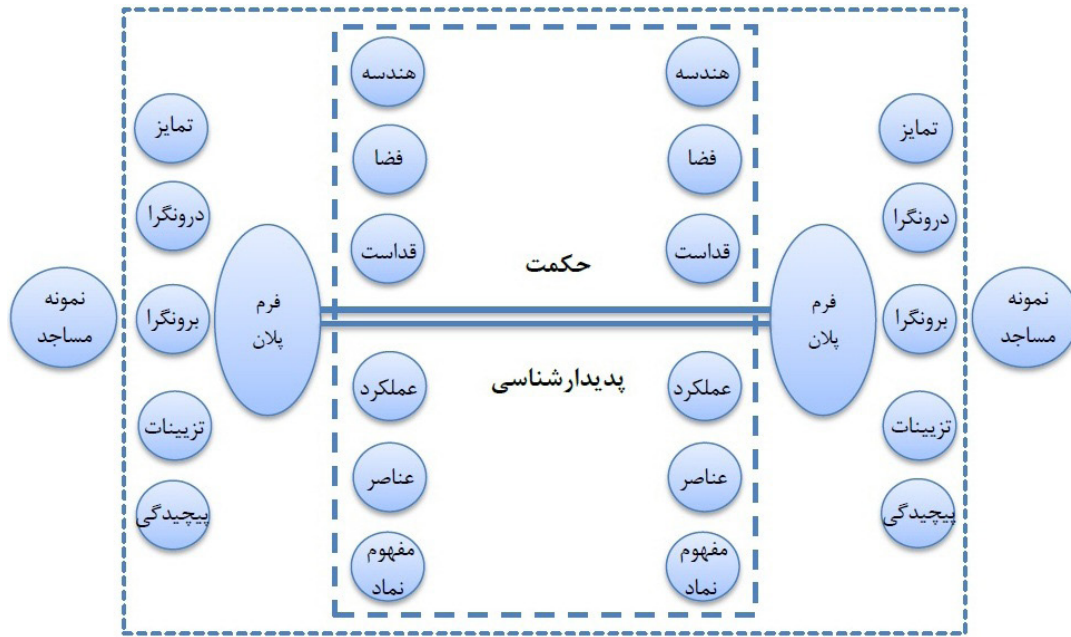 هندسه
هندسه
تمایز
تمایز
فضا
فضا
درونگرا
درونگرا
قداست
قداست
حکمت
نمونه
مساجد
برونگرا
فرم
پلان
فرم
پلان
برونگرا
نمونه
مساجد
پدیدارشناسی
عملکرد
عملکرد
تزیینات
تزیینات
عناصر
عناصر
پیچیدگی
پیچیدگی
مفهوم
نماد
مفهوم
نماد